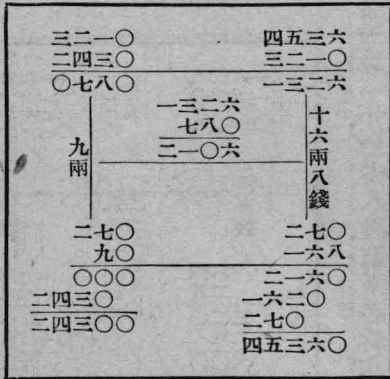 三二一〇
二四三〇
〇七八〇
四五三六
三二一〇
一三二六
一三二六
七八〇
二一〇六
九兩
十六兩八錢
二七〇
九〇
〇〇〇
二四三〇
二四三〇〇
二七〇
一六八
二一六〇
一六二〇
二七〇
四五三六〇